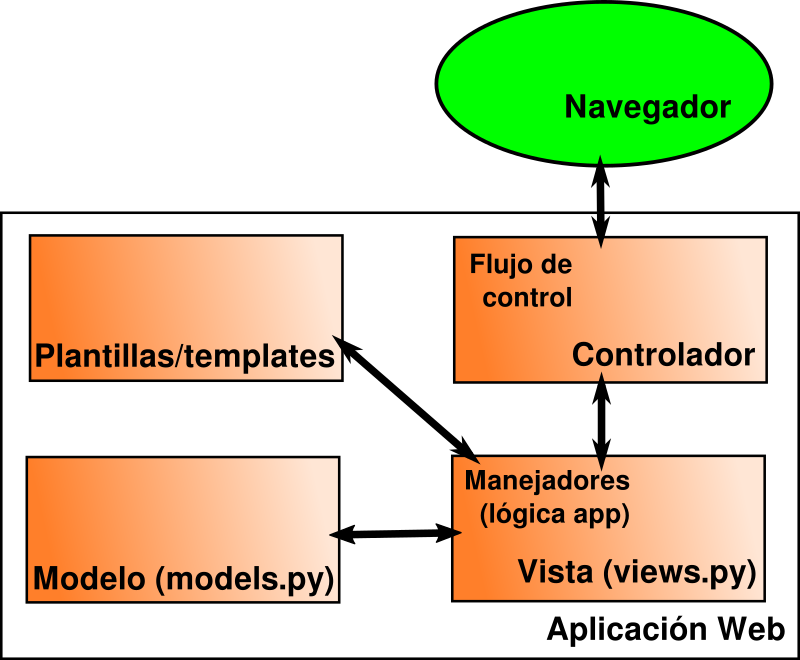 Navegador
Flujo de
control
Controlador
Plantillas/templates
Manejadores
(lógica app)
Vista (views.py)
Modelo (models.py)
Aplicación Web